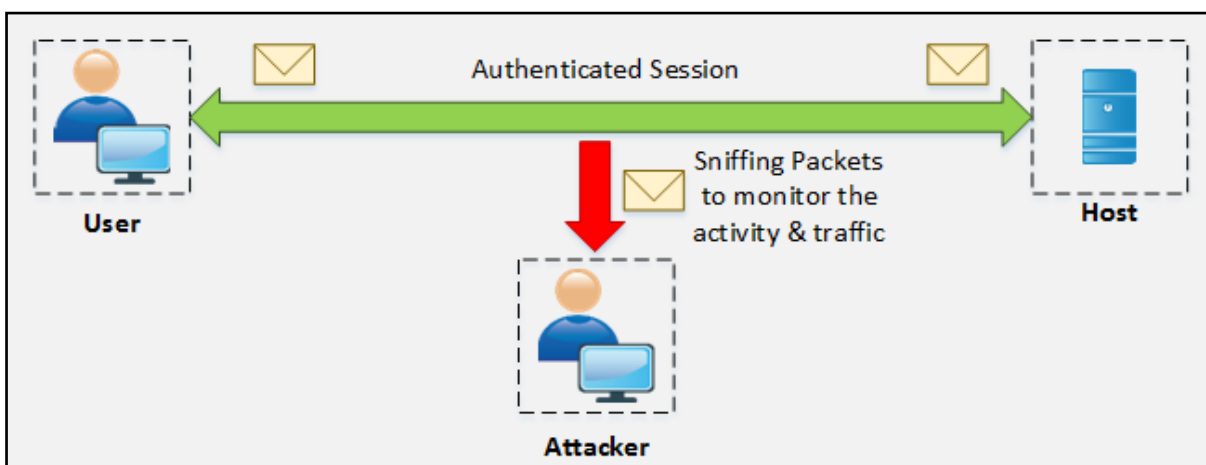 Authenticated Session
Sniffing Packets
to monitor the
activity & traffic
User
Host
Attacker